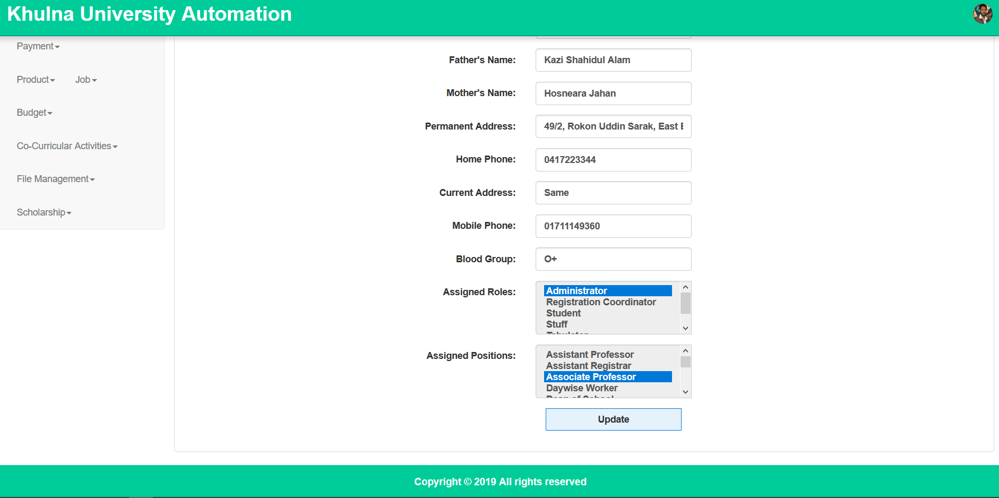 Khulna University Automation
Payment
Product Job
Budget
Co-Curricular Activities
File Management
Scholarship
Father's Name: Kazi Shahidul Alam
Mother's Name: Hosneara Jahan
Permanent Address: 49/2, Rokon Uddin Sarak, East
Home Phone: 0417223344
Current Address: Same
Mobile Phone: 01711149360
Blood Group: O+
Assigned Roles: Administrator
Registration Coordinator
Student
Stuff
Assigned Positions: Assistant Professor
Assistant Registrar
Associate Professor
Daywise Worker
Update
Copyright © 2019 All rights reserved